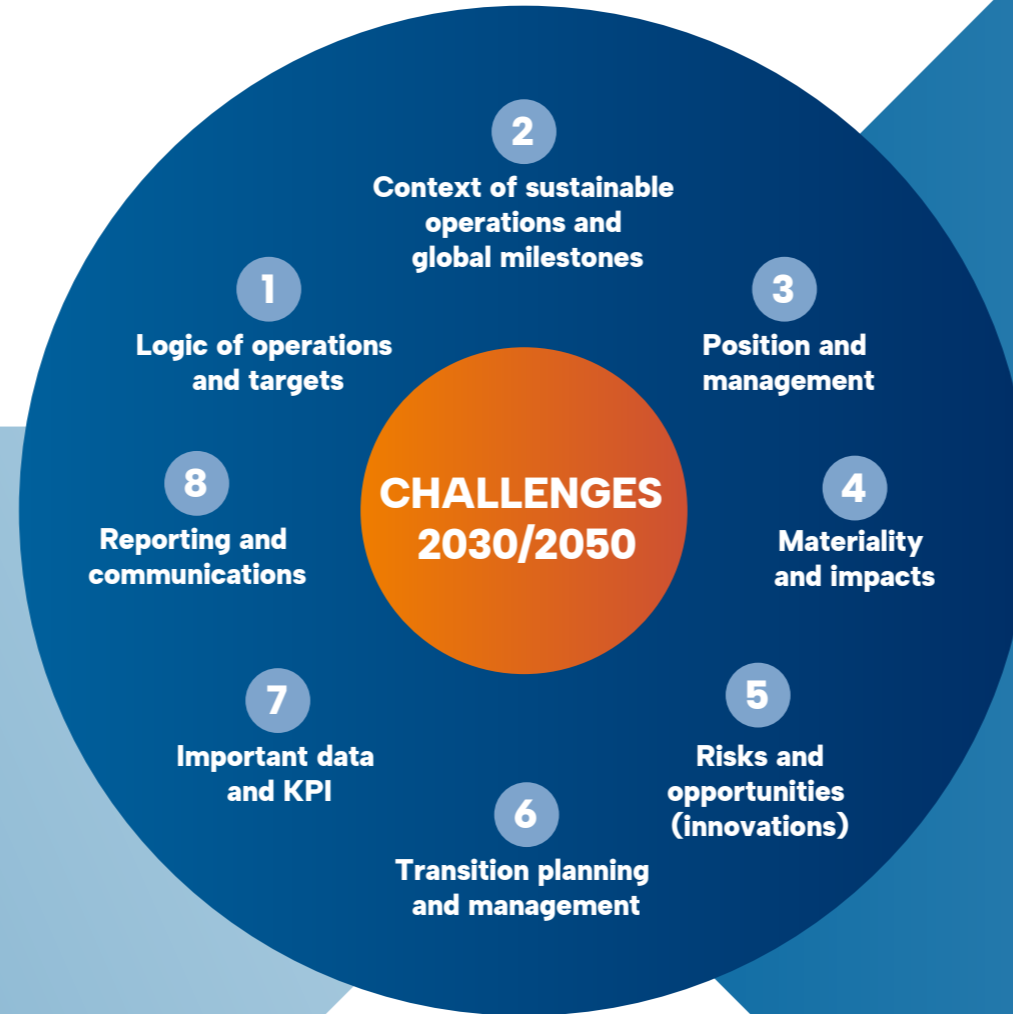 1
Logic of operations
and targets
2
Context of sustainable
operations and
global milestones
3
Position and
management
4
Materiality
and impacts
5
Risks and
opportunities
(innovations)
6
Transition planning
and management
7
Important data
and KPI
8
Reporting and
communications
CHALLENGES
2030/2050